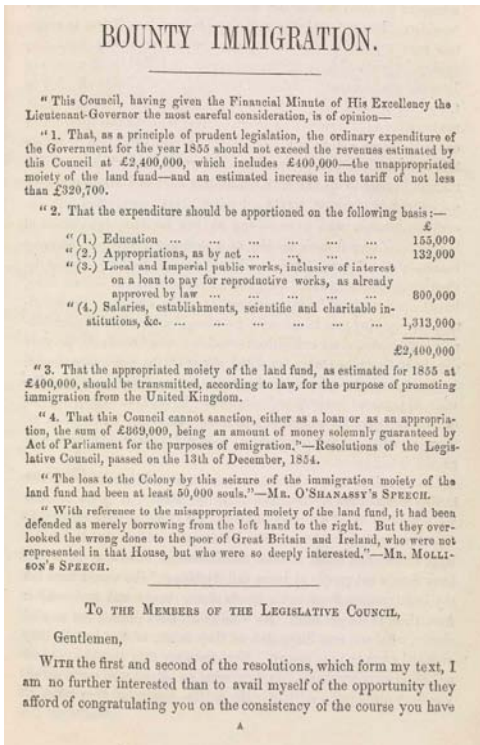 BOUNTY IMMIGRATION.
“ This Council, having given the Financial Minute of His Excellency the
Lieutenant-Governor the most careful consideration, is of opinion—
“ 1. That, as a principle of prudent legislation, the ordinary expenditure of
the Government for the year 1855 should not exceed the revenues estimated by
this Council at £2,400,000, which includes £400,000—the unappropriated
moiety of the land fund—and an estimated increase in the tariff of not less
than £320,700.
“ 2. That the expenditure should be apportioned on the following basis :—
£
“ (1.) Education ... ... ... ... ... ... 155,000
“ (2.) Appropriations, as by act ... ... ... ... 132,000
“ (3.) Local and Imperial public works, inclusive of interest
on a loan to pay for reproductive works, as already
approved by law ... ... ... ... ... 800,000
“ (4.) Salaries, establishments, scientific and charitable in-
stitutions, &c. ... ... ... ... ... ... 1,313,000
£2,400,000
“ 3. That the appropriated moiety of the land fund, as estimated for 1855 at
£400,000, should be transmitted, according to law, for the purpose of promoting
immigration from the United Kingdom.
“ 4. That this Council cannot sanction, either as a loan or as an appropria-
tion, the sum of £869,000, being an amount of money solemnly guaranteed by
Act of Parliament for the purposes of emigration.”—Resolutions of the Legis-
lative Council, passed on the 13th of December, 1854.
“ The loss to the Colony by this seizure of the immigration moiety of the
land fund had been at least 50,000 souls.”—MR. O'SHANASSY'S SPEECH.
“ With reference to the misappropriated moiety of the land fund, it had been
defended as merely borrowing from the left hand to the right. But they over-
looked the wrong done to the poor of Great Britain and Ireland, who were not
represented in that House, but who were so deeply interested.”—MR. MOLLI-
SON'S SPEECH.
TO THE MEMBERS OF THE LEGISLATIVE COUNCIL,
Gentlemen,
WITH the first and second of the resolutions, which form my text, I
am no further interested than to avail myself of the opportunity they
afford of congratulating you on the consistency of the course you have
A